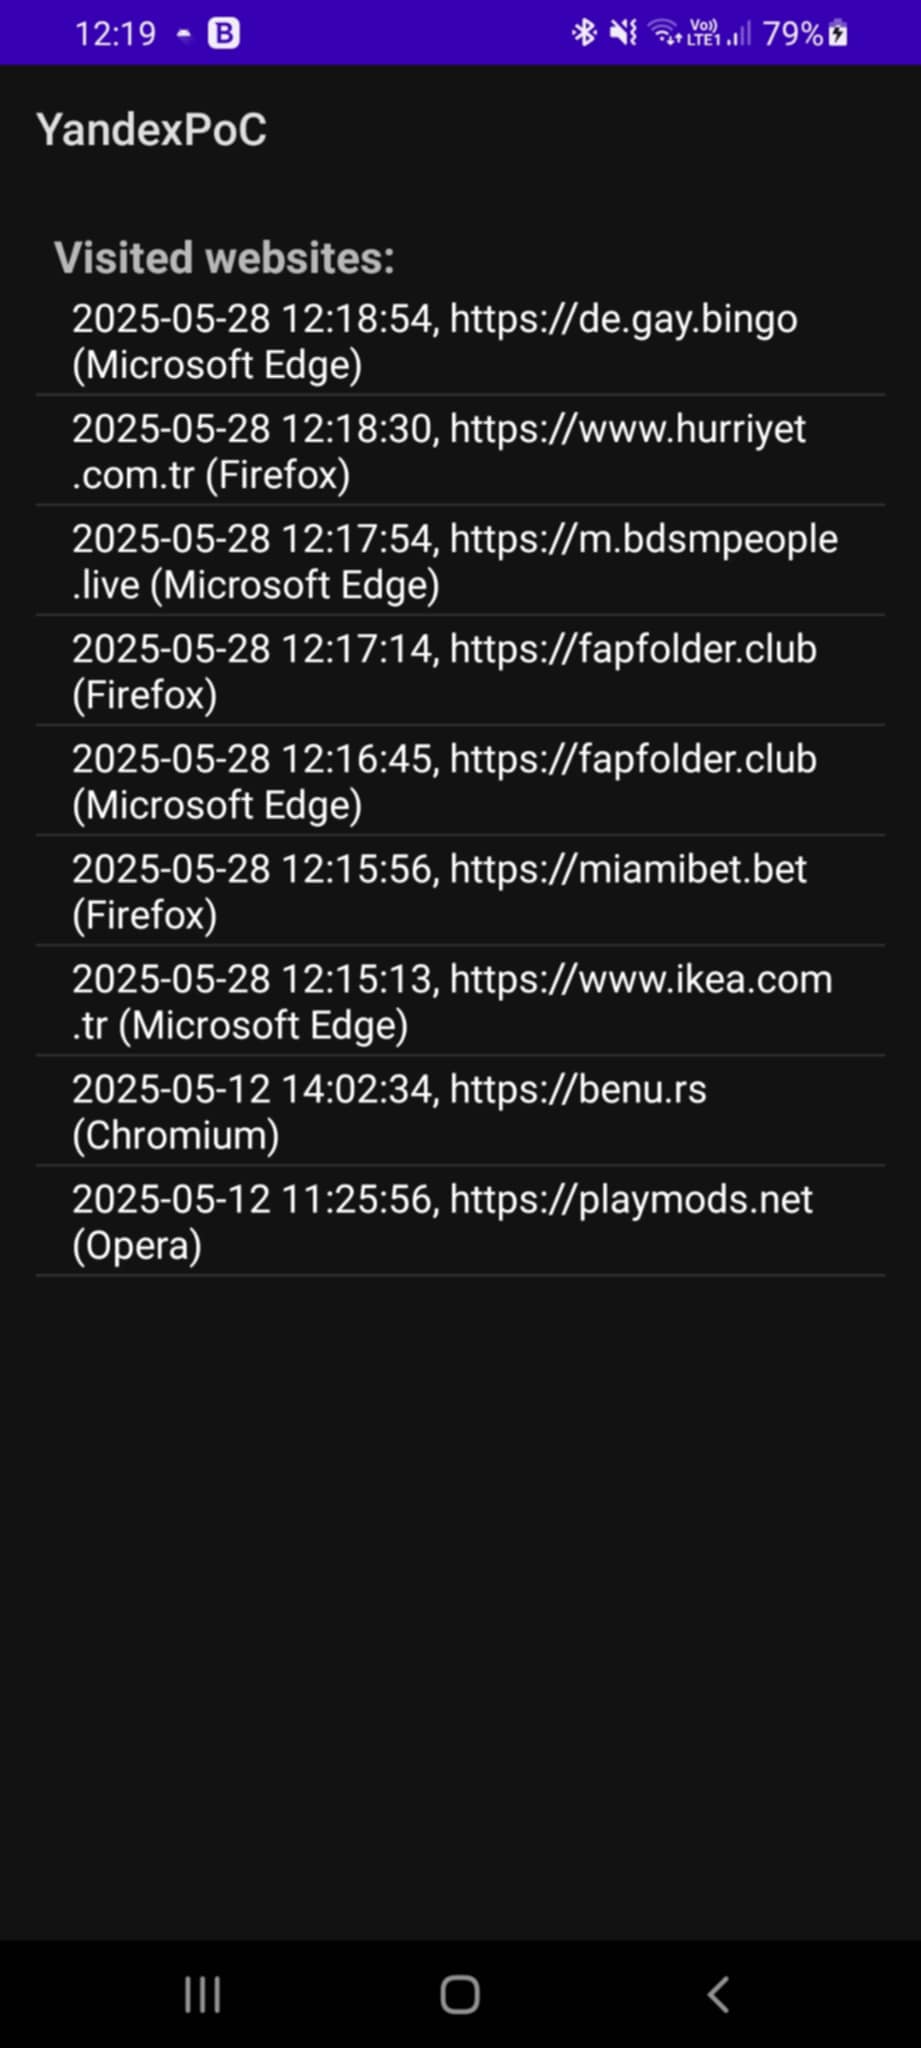 12:19 B Vo)) LTE1 79%
YandexPoC
Visited websites:
2025-05-28 12:18:54, https://de.gay.bingo
(Microsoft Edge)
2025-05-28 12:18:30, https://www.hurriyet
.com.tr (Firefox)
2025-05-28 12:17:54, https://m.bdsmpeople
.live (Microsoft Edge)
2025-05-28 12:17:14, https://fapfolder.club
(Firefox)
2025-05-28 12:16:45, https://fapfolder.club
(Microsoft Edge)
2025-05-28 12:15:56, https://miamibet.bet
(Firefox)
2025-05-28 12:15:13, https://www.ikea.com
.tr (Microsoft Edge)
2025-05-12 14:02:34, https://benu.rs
(Chromium)
2025-05-12 11:25:56, https://playmods.net
(Opera)